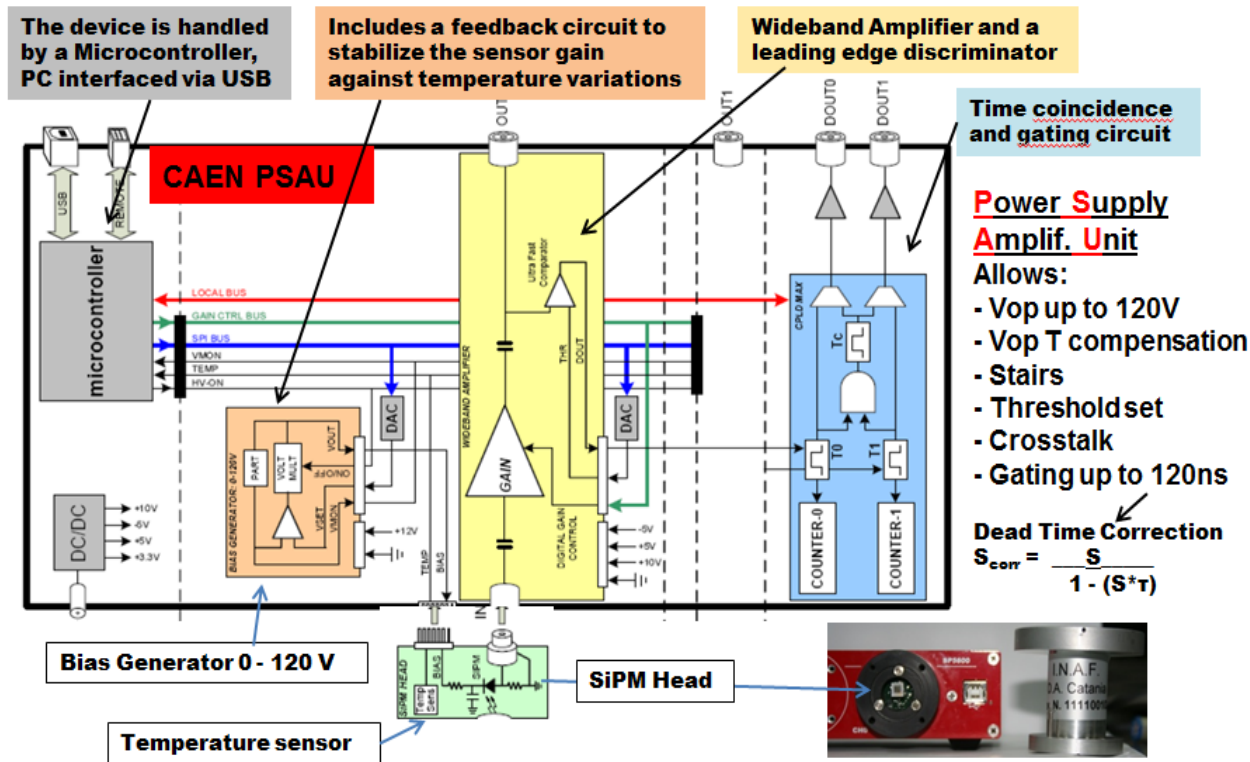 The device is handled
by a Microcontroller,
PC interfaced via USB
Includes a feedback circuit to
stabilize the sensor gain
against temperature variations
Wideband Amplifier and a
leading edge discriminator
Time coincidence
and gating circuit
OUT1
DOUT0
DOUT1
CAEN PSAU
USB
REMOTE
microcontroller
LOCAL BUS
GAIN CTRL BUS
SPI BUS
VMON
TEMP
HV-ON
DAC
BIAS GENERATOR: 0-120V
PART
VOLT
MULT
VOUT
ON/OFF
VSET
VMON
+12V
DC/DC
+10V
-6V
+5V
+3.3V
WIDEBAND AMPLIFIER
Ultra Fast
Comparator
THR
DOUT
GAIN
DIGITAL GAIN
CONTROL
DAC
+5V
+10V
CPLD MAX
Tc
T0
T1
COUNTER-0
COUNTER-1
TEMP
BIAS
IN
SIPM HEAD
Temp
Sens
BIAS
SIPM
Bias Generator 0 - 120 V
Temperature sensor
SiPM Head
Power Supply
Amplif. Unit
Allows:
- Vop up to 120V
- Vop T compensation
- Stairs
- Threshold set
- Crosstalk
- Gating up to 120ns
Dead Time Correction
Scorr = ___S_____
1 - (S*τ)
SP5600
I.N.A.F.
A. Catania
N. 1111001